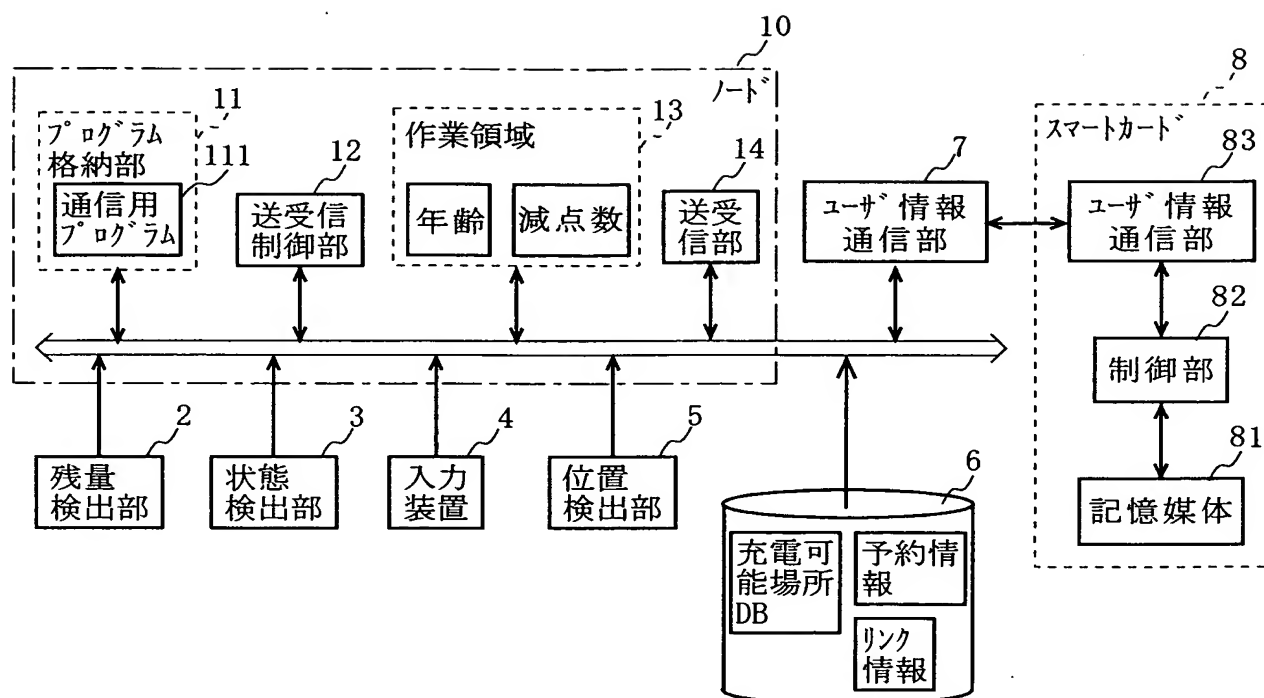 10
ノード
11
プログラム
格納部
111
通信用
プログラム
12
送受信
制御部
13
作業領域
年齢
減点数
14
送受
信部
7
ユーザ情報
通信部
8
スマートカード
83
ユーザ情報
通信部
82
制御部
81
記憶媒体
2
残量
検出部
3
状態
検出部
4
入力
装置
5
位置
検出部
6
充電可
能場所
DB
予約情
報
リンク
情報